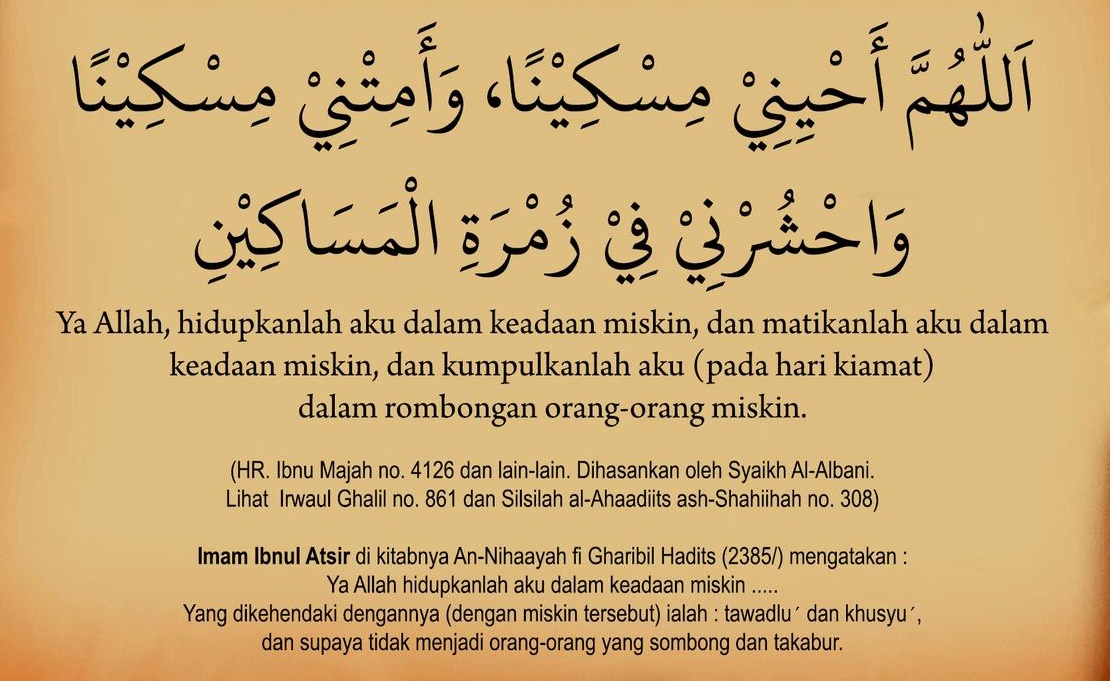 اَللّٰهُمَّ أَحْيِنِيْ مِسْكِيْنًا، وَأَمِتْنِيْ مِسْكِيْنًا
وَاحْشُرْنِيْ فِيْ زُمْرَةِ الْمَسَاكِيْنِ
Ya Allah, hidupkanlah aku dalam keadaan miskin, dan matikanlah aku dalam
keadaan miskin, dan kumpulkanlah aku (pada hari kiamat)
dalam rombongan orang-orang miskin.
(HR. Ibnu Majah no. 4126 dan lain-lain. Dihasankan oleh Syaikh Al-Albani.
Lihat Irwaul Ghalil no. 861 dan Silsilah al-Ahaadiits ash-Shahiihah no. 308)
Imam Ibnul Atsir di kitabnya An-Nihaayah fi Gharibil Hadits (2385/) mengatakan :
Ya Allah hidupkanlah aku dalam keadaan miskin .....
Yang dikehendaki dengannya (dengan miskin tersebut) ialah : tawadlu´ dan khusyu´,
dan supaya tidak menjadi orang-orang yang sombong dan takabur.